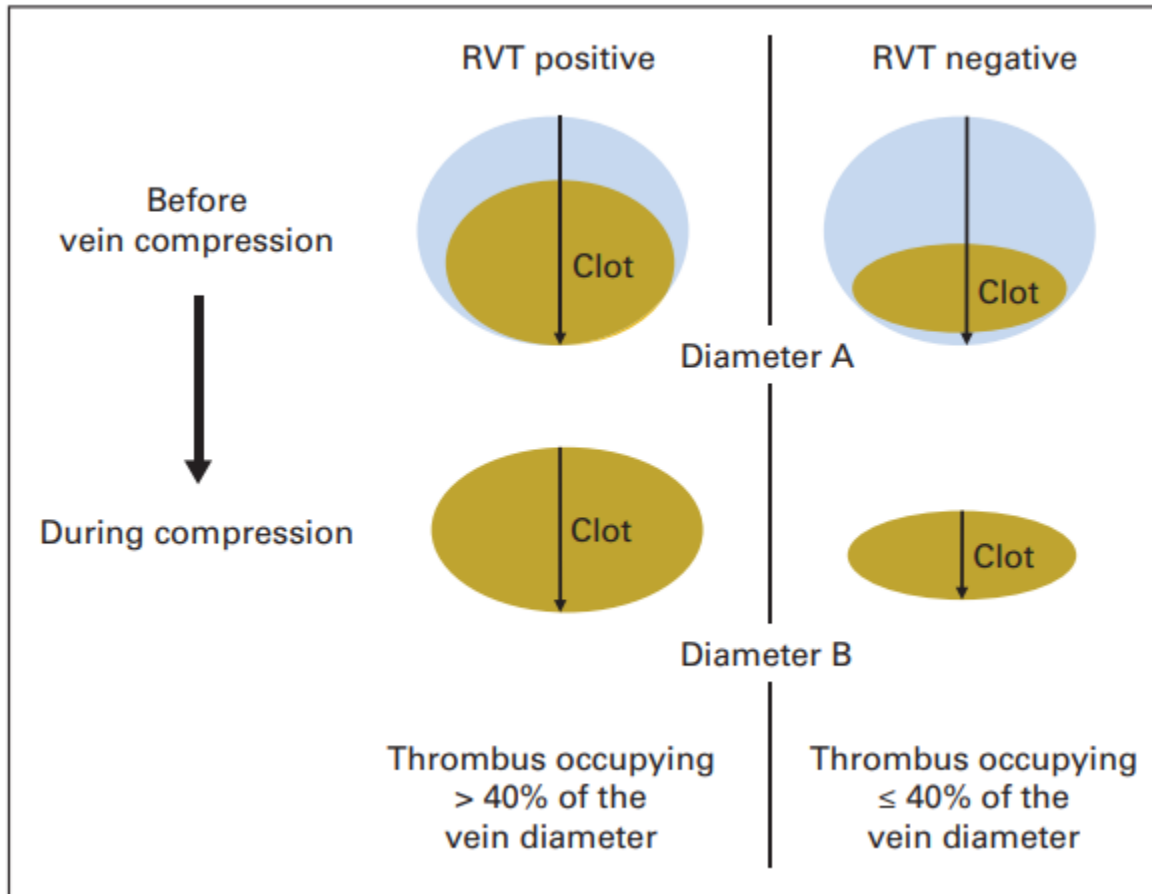 RVT positive
RVT negative
Before
vein compression
Clot
Clot
Diameter A
During compression
Clot
Clot
Diameter B
Thrombus occupying
> 40% of the
vein diameter
Thrombus occupying
≤ 40% of the
vein diameter